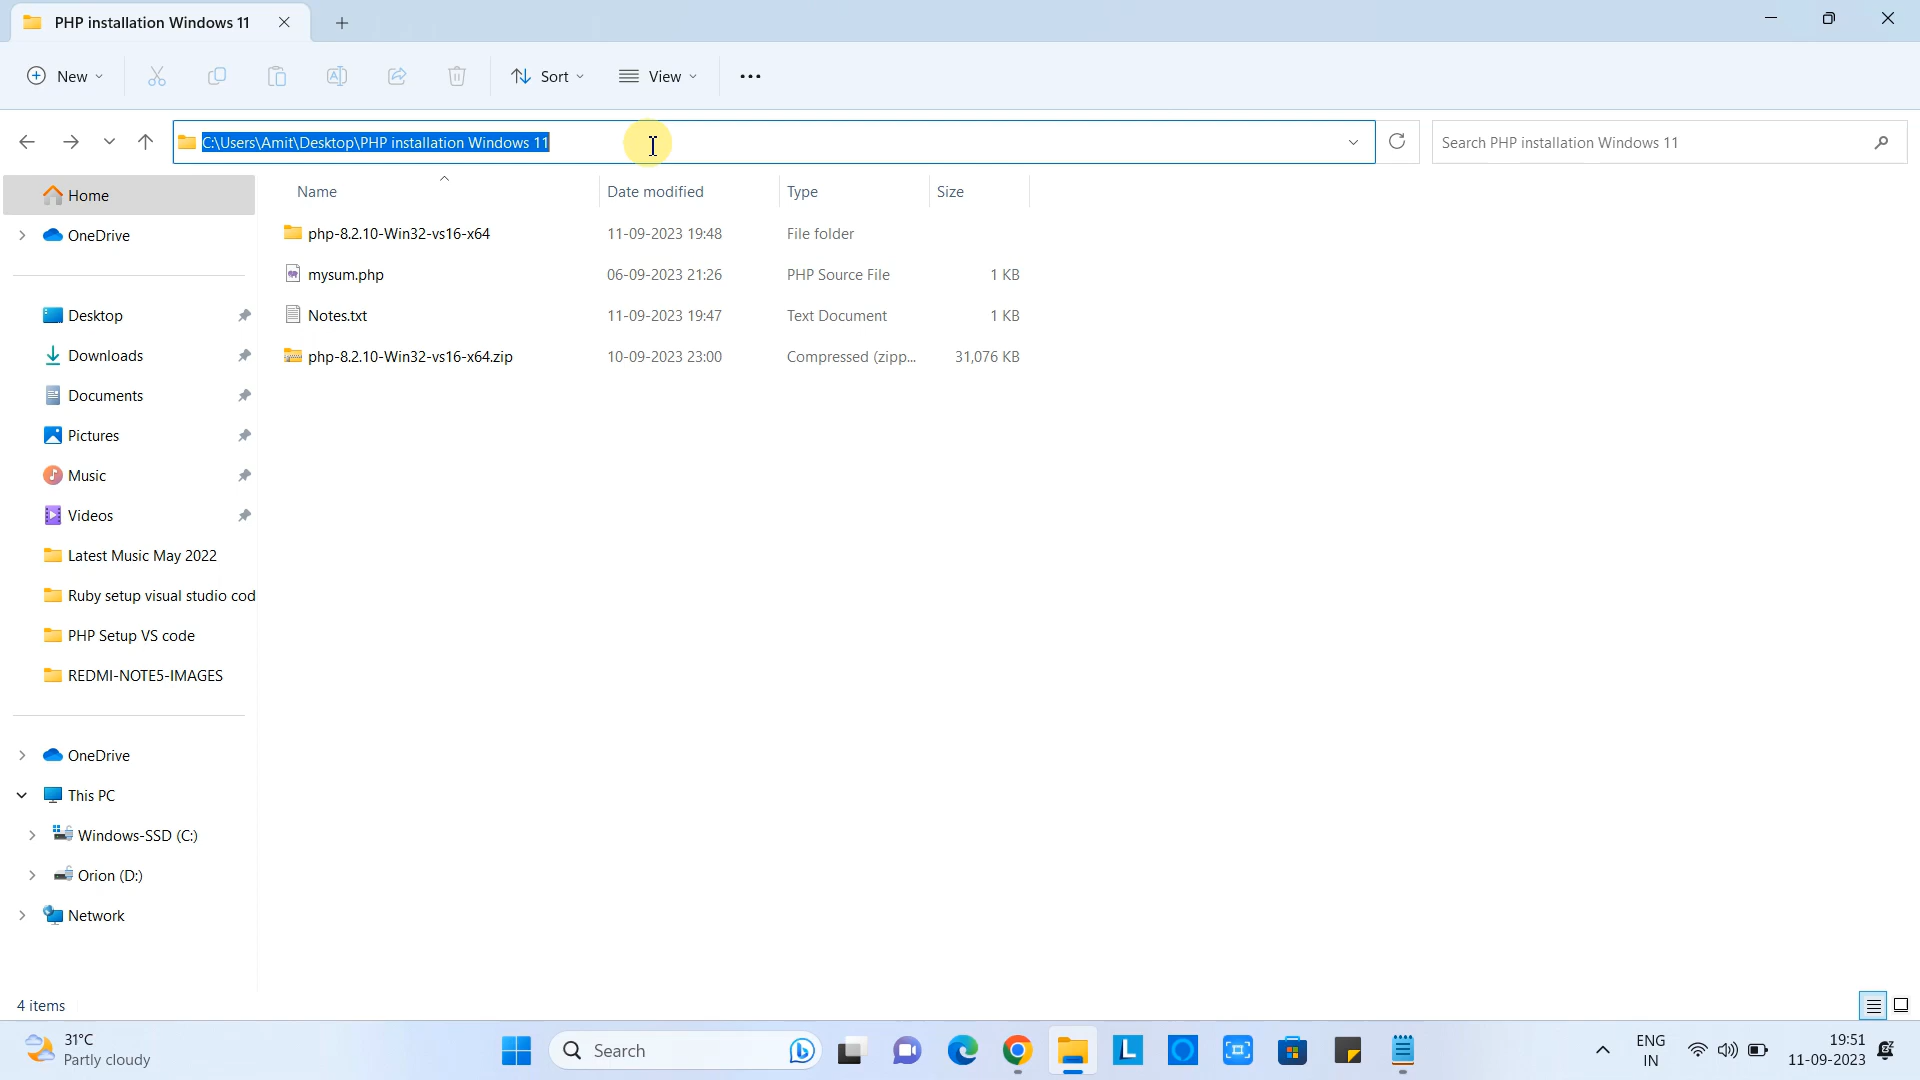 PHP installation Windows 11
New
Sort
View
C:\Users\Amit\Desktop\PHP installation Windows 11
Search PHP installation Windows 11
Name Date modified Type Size
php-8.2.10-Win32-vs16-x64 11-09-2023 19:48 File folder
mysum.php 06-09-2023 21:26 PHP Source File 1 KB
Notes.txt 11-09-2023 19:47 Text Document 1 KB
php-8.2.10-Win32-vs16-x64.zip 10-09-2023 23:00 Compressed (zipp... 31,076 KB
Home
OneDrive
Desktop
Downloads
Documents
Pictures
Music
Videos
Latest Music May 2022
Ruby setup visual studio cod
PHP Setup VS code
REDMI-NOTE5-IMAGES
OneDrive
This PC
Windows-SSD (C:)
Orion (D:)
Network
4 items
31°C
Partly cloudy
Search
L
ENG
IN
19:51
11-09-2023